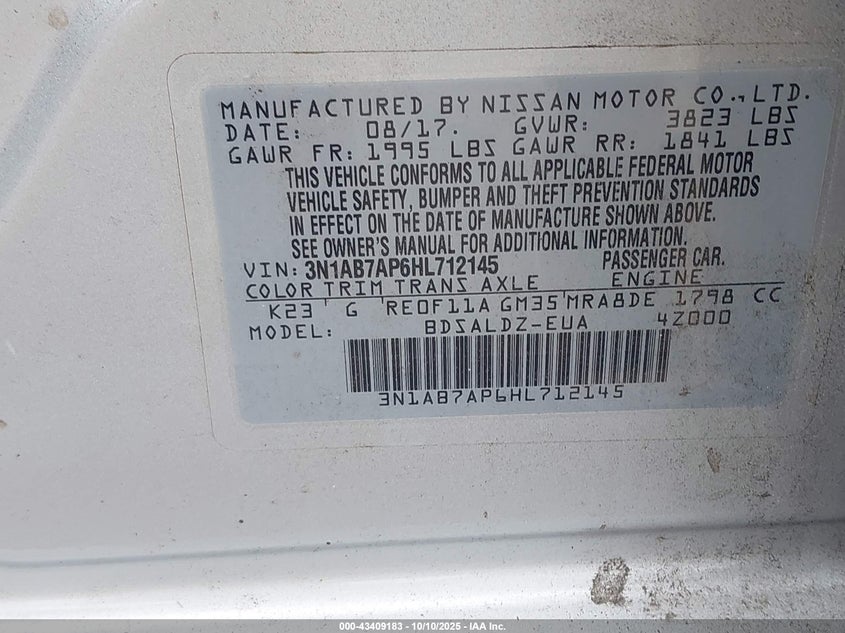 MANUFACTURED BY NISSAN MOTOR CO., LTD.
DATE: 08/17. GVWR: 3823 LBS
GAWR FR: 1995 LBS GAWR RR: 1841 LBS
THIS VEHICLE CONFORMS TO ALL APPLICABLE FEDERAL MOTOR
VEHICLE SAFETY, BUMPER AND THEFT PREVENTION STANDARDS
IN EFFECT ON THE DATE OF MANUFACTURE SHOWN ABOVE.
SEE OWNER'S MANUAL FOR ADDITIONAL INFORMATION.
VIN: 3N1AB7AP6HL712145 PASSENGER CAR.
COLOR TRIM TRANS AXLE ENGINE
K23 G RE0F11A GM35 MRA8DE 1798 CC
MODEL: BDSALDZ-EUA 4Z000
3N1AB7AP6HL712145
000-43409183 - 10/10/2025 - IAA Inc.